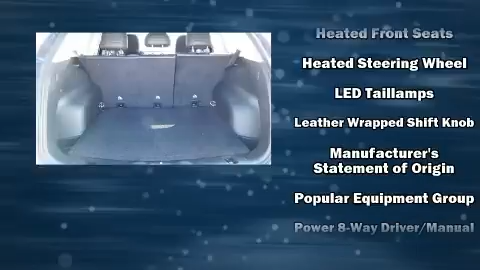 Heated Front Seats
Heated Steering Wheel
LED Taillamps
Leather Wrapped Shift Knob
Manufacturer's
Statement of Origin
Popular Equipment Group
Power 8-Way Driver/Manual